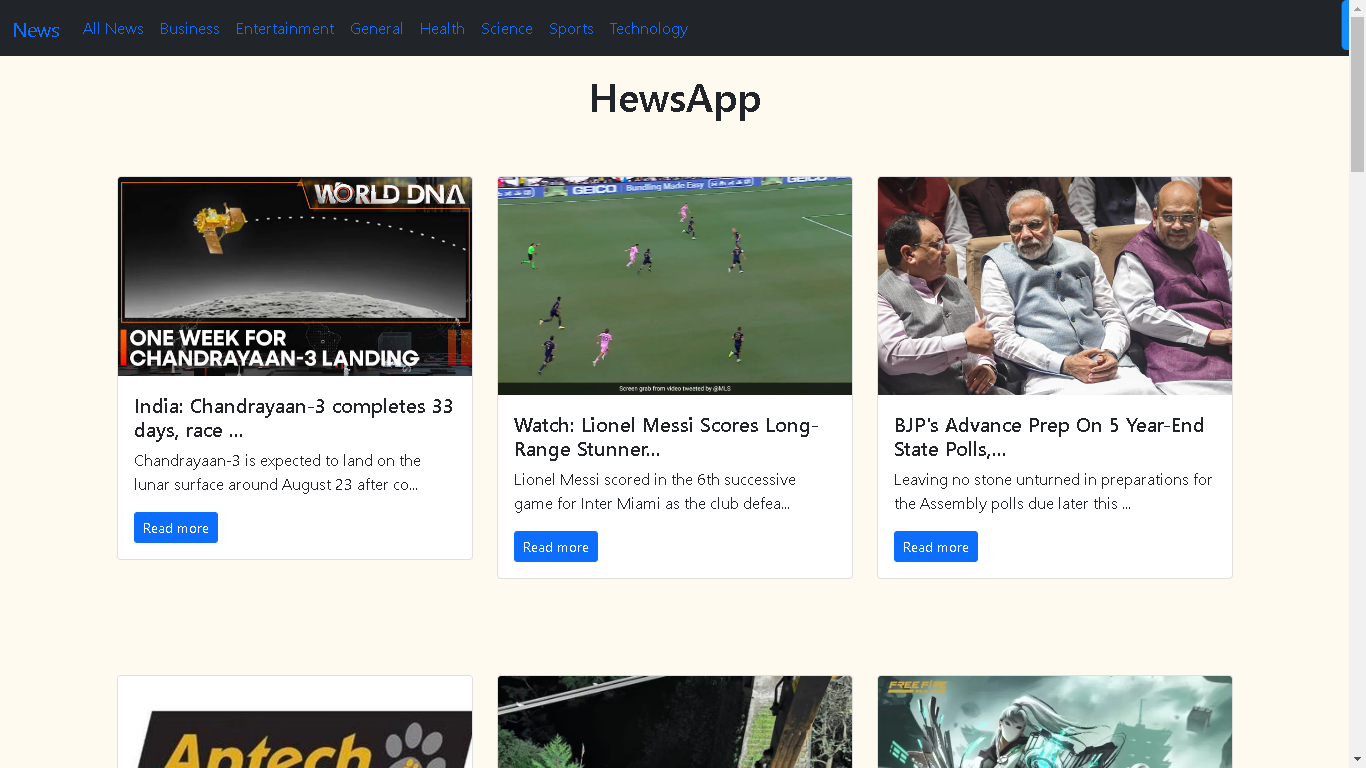 News
All News
Business
Entertainment
General
Health
Science
Sports
Technology
HewsApp
WORLD DNA
ONE WEEK FOR
CHANDRAYAAN-3 LANDING
India: Chandrayaan-3 completes 33
days, race ...
Chandrayaan-3 is expected to land on the
lunar surface around August 23 after co...
Read more
GEICO Bundling Made Easy
Screen grab from video tweeted by @MLS
Watch: Lionel Messi Scores Long-
Range Stunner...
Lionel Messi scored in the 6th successive
game for Inter Miami as the club defea...
Read more
BJP's Advance Prep On 5 Year-End
State Polls,...
Leaving no stone unturned in preparations for
the Assembly polls due later this ...
Read more
Aptech
FREE FIRE